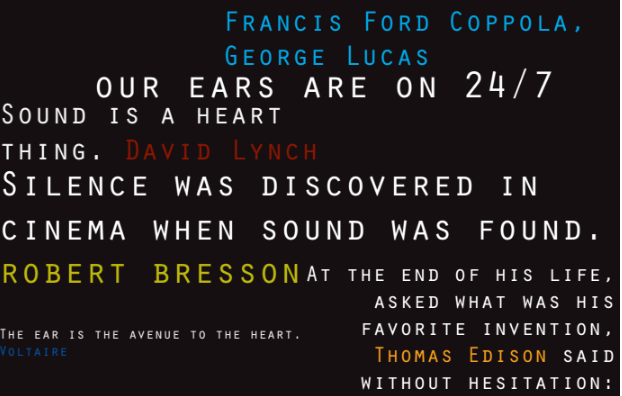 Francis Ford Coppola,
George Lucas
our ears are on 24/7
Sound is a heart
thing. David Lynch
Silence was discovered in
cinema when sound was found.
robert bresson
At the end of his life,
asked what was his
favorite invention,
Thomas Edison said
without hesitation:
The ear is the avenue to the heart.
Voltaire